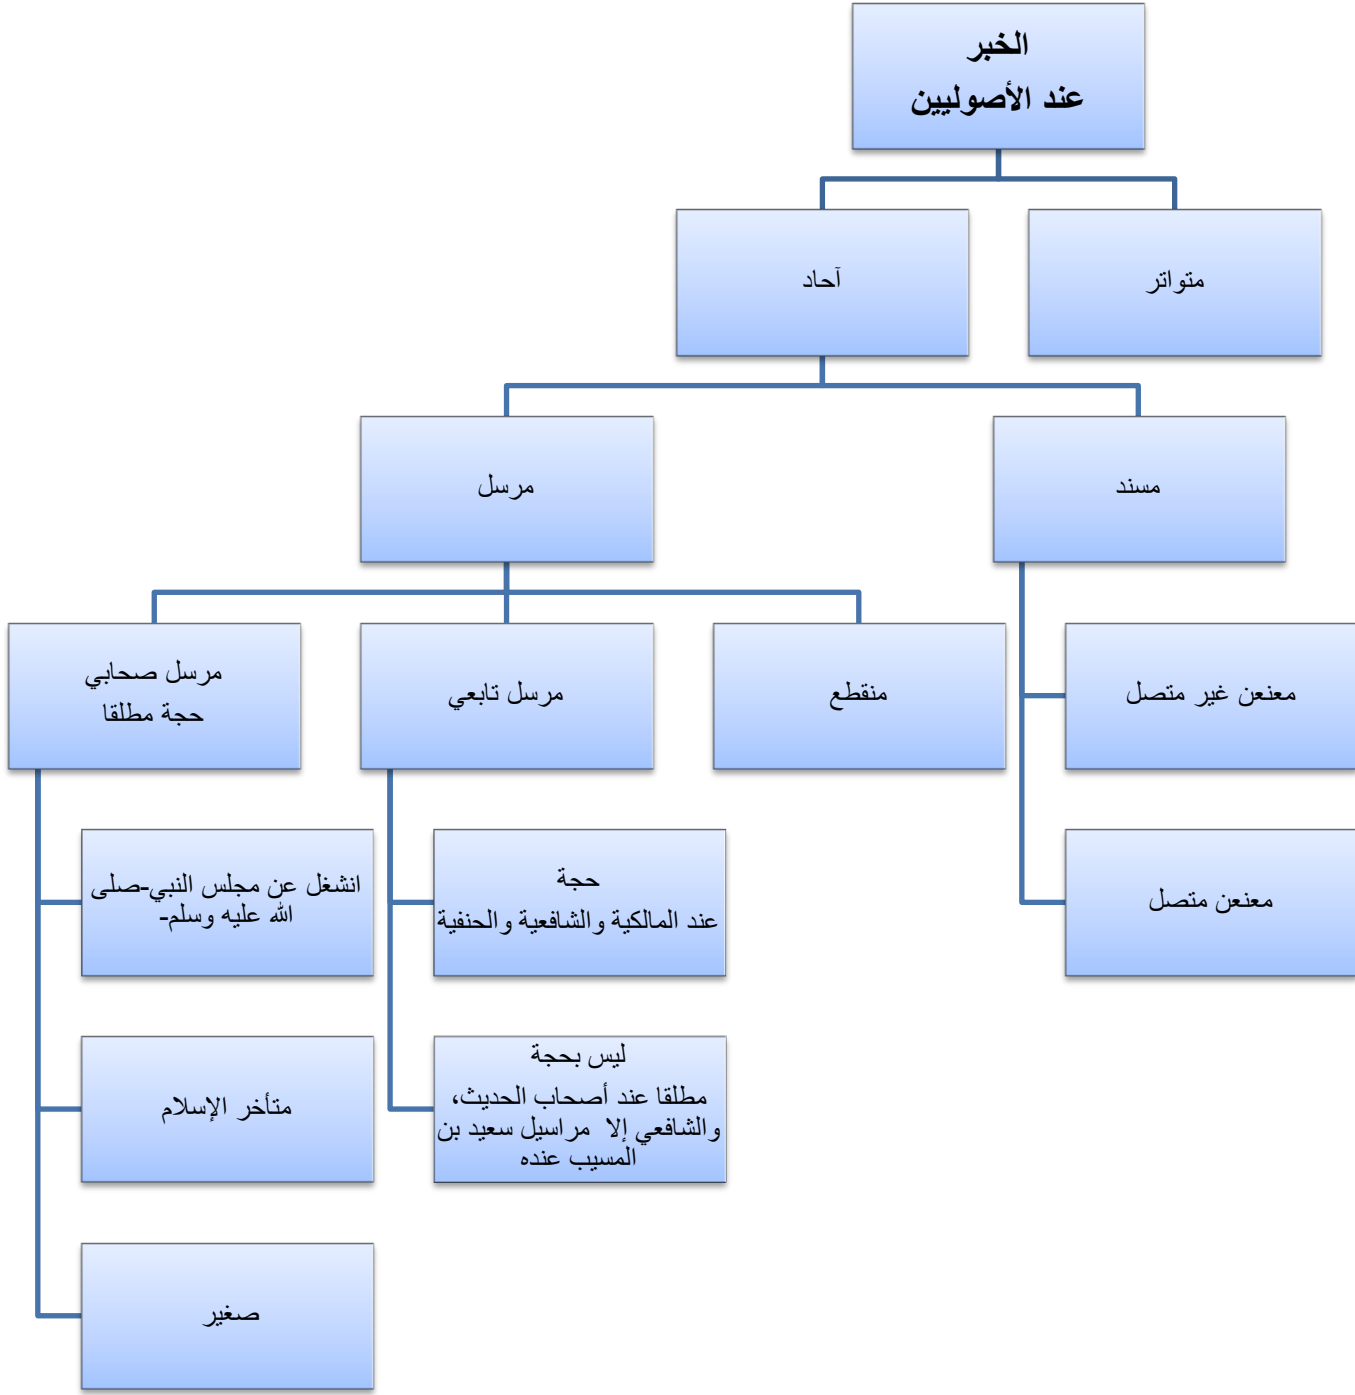 الخبر
عند الأصوليين
متواتر
آحاد
مسند
مرسل
معنعن غير متصل
معنعن متصل
منقطع
مرسل تابعي
حجة
عند المالكية والشافعية والحنفية
ليس بحجة
مطلقا عند أصحاب الحديث،
والشافعي إلا مراسيل سعيد بن
المسيب عنده
مرسل صحابي
حجة مطلقا
انشغل عن مجلس النبي-صلى
الله عليه وسلم-
متأخر الإسلام
صغير